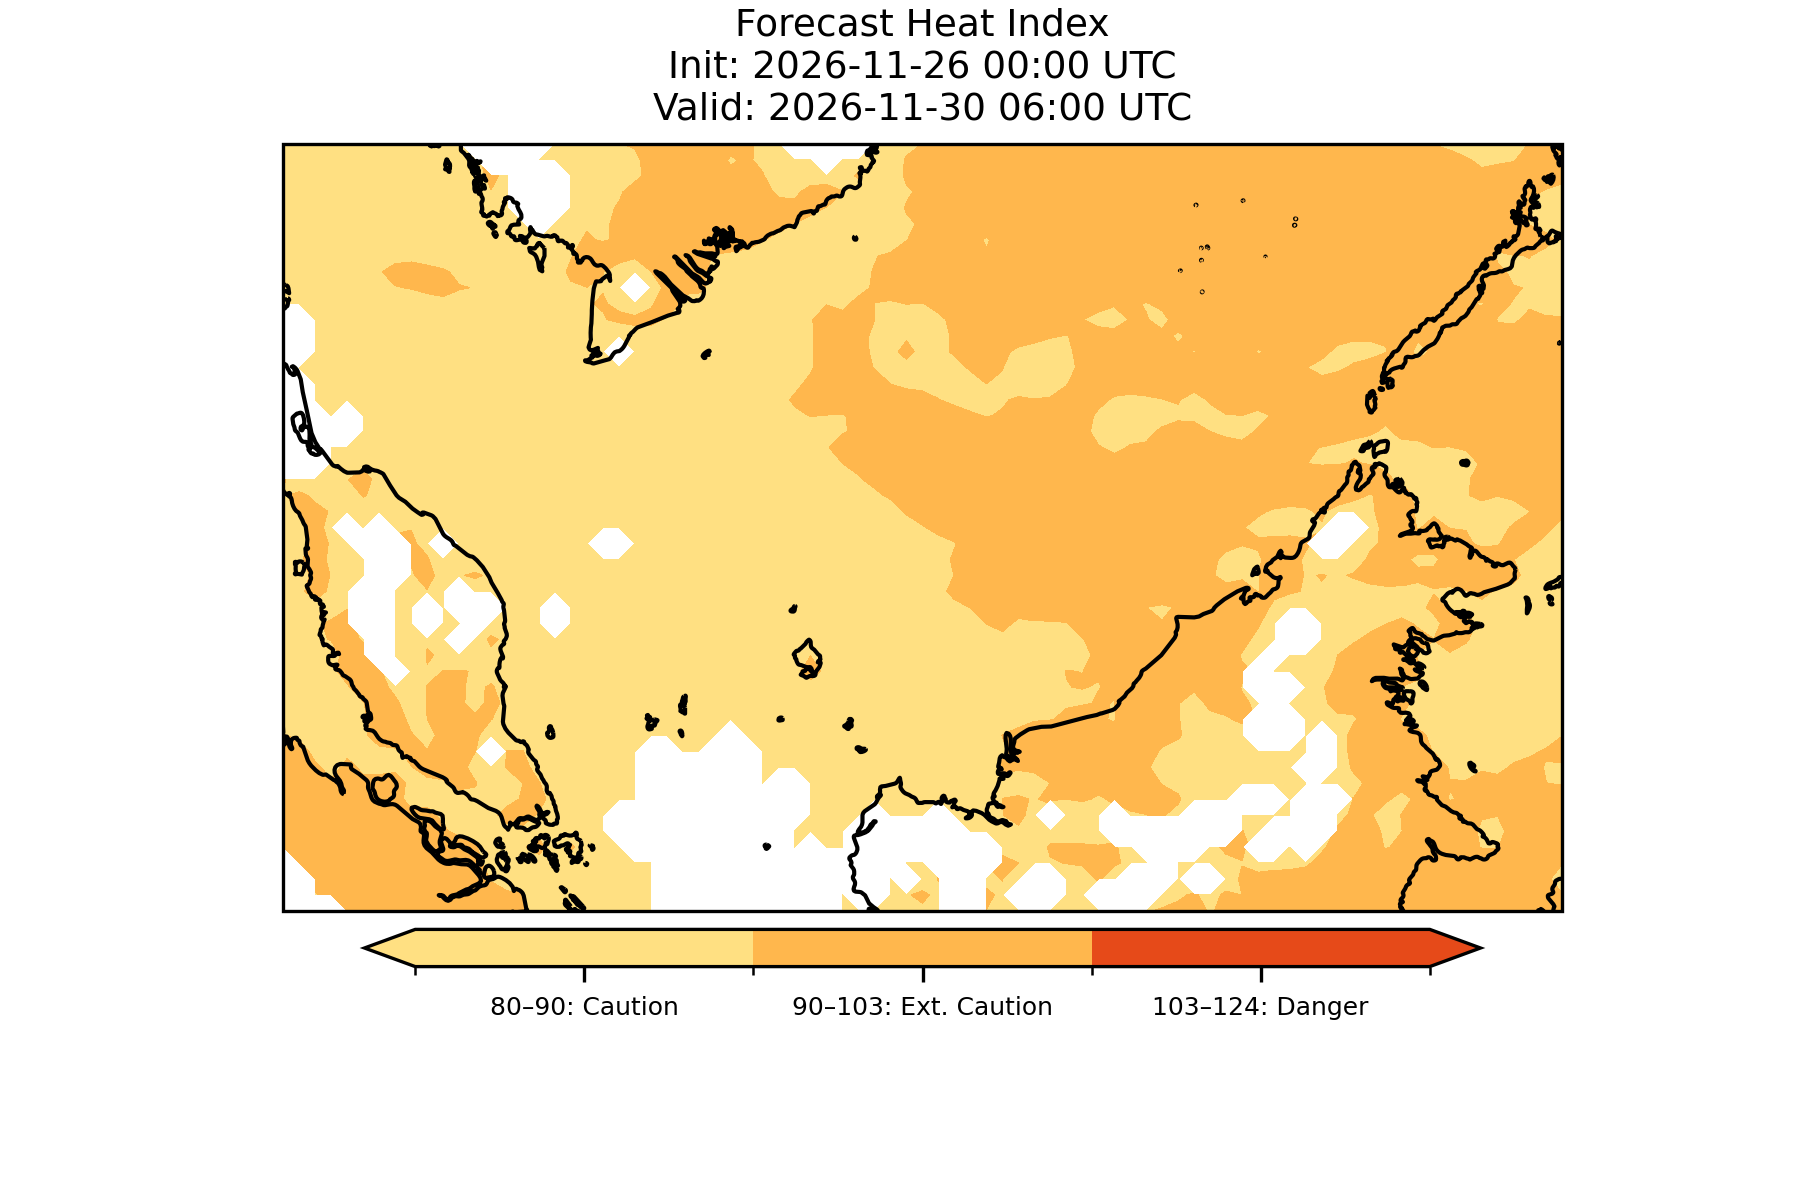 Forecast Heat Index
Init: 2026-11-26 00:00 UTC
Valid: 2026-11-30 06:00 UTC
80–90: Caution
90–103: Ext. Caution
103–124: Danger